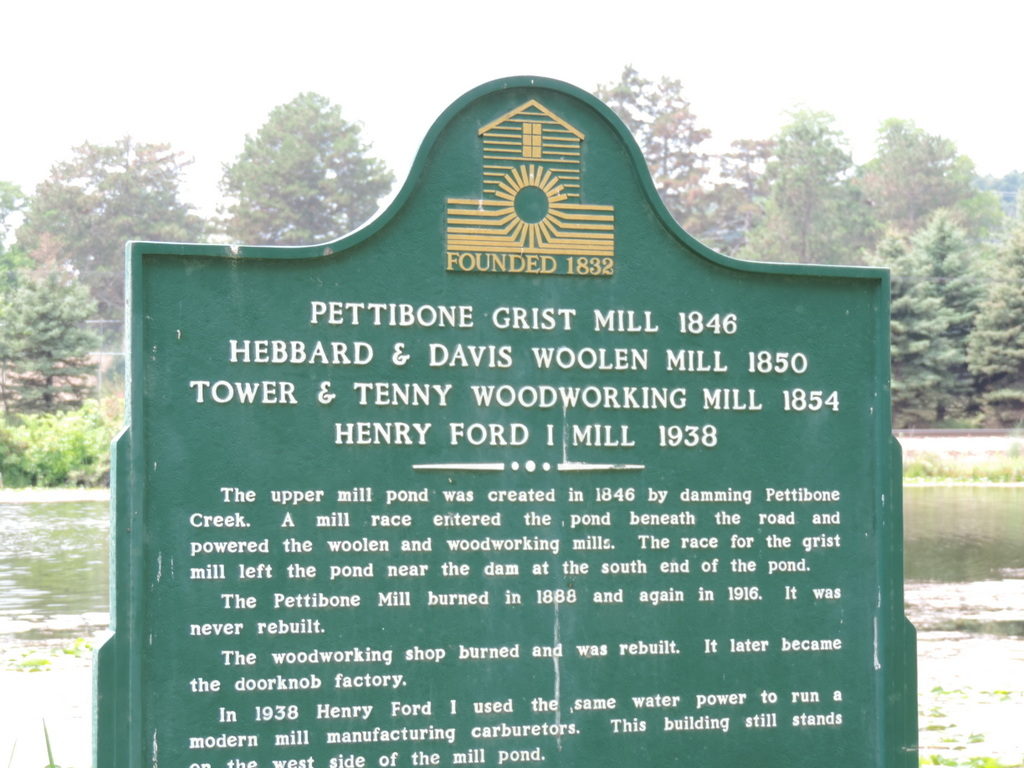 FOUNDED 1832
PETTIBONE GRIST MILL 1846
HEBBARD & DAVIS WOOLEN MILL 1850
TOWER & TENNY WOODWORKING MILL 1854
HENRY FORD I MILL 1938
The upper mill pond was created in 1846 by damming Pettibone
Creek. A mill race entered the pond beneath the road and
powered the woolen and woodworking mills. The race for the grist
mill left the pond near the dam at the south end of the pond.
The Pettibone Mill burned in 1888 and again in 1916. It was
never rebuilt.
The woodworking shop burned and was rebuilt. It later became
the doorknob factory.
In 1938 Henry Ford I used the same water power to run a
modern mill manufacturing carburetors. This building still stands
on the west side of the mill pond.